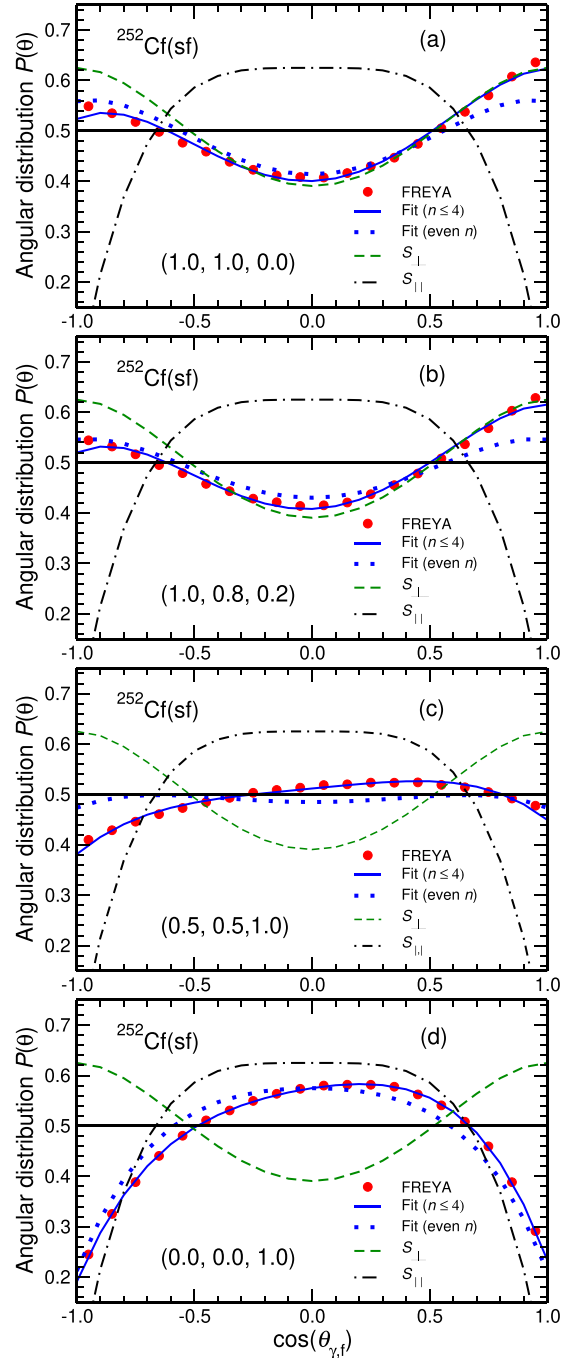 0.7
0.6
0.5
0.4
0.3
0.2
Angular distribution P(θ)
²⁵²Cf(sf)
(a)
FREYA
Fit (n ≤ 4)
Fit (even n)
S⊥
S||
(1.0, 1.0, 0.0)
-1.0 -0.5 0.0 0.5 1.0
0.7
0.6
0.5
0.4
0.3
0.2
Angular distribution P(θ)
²⁵²Cf(sf)
(b)
FREYA
Fit (n ≤ 4)
Fit (even n)
S⊥
S||
(1.0, 0.8, 0.2)
-1.0 -0.5 0.0 0.5 1.0
0.7
0.6
0.5
0.4
0.3
0.2
Angular distribution P(θ)
²⁵²Cf(sf)
(c)
FREYA
Fit (n ≤ 4)
Fit (even n)
S⊥
S|,|
(0.5, 0.5,1.0)
-1.0 -0.5 0.0 0.5 1.0
0.7
0.6
0.5
0.4
0.3
0.2
Angular distribution P(θ)
²⁵²Cf(sf)
(d)
FREYA
Fit (n ≤ 4)
Fit (even n)
S⊥
S||
(0.0, 0.0, 1.0)
-1.0 -0.5 0.0 0.5 1.0
cos(θγ,f)